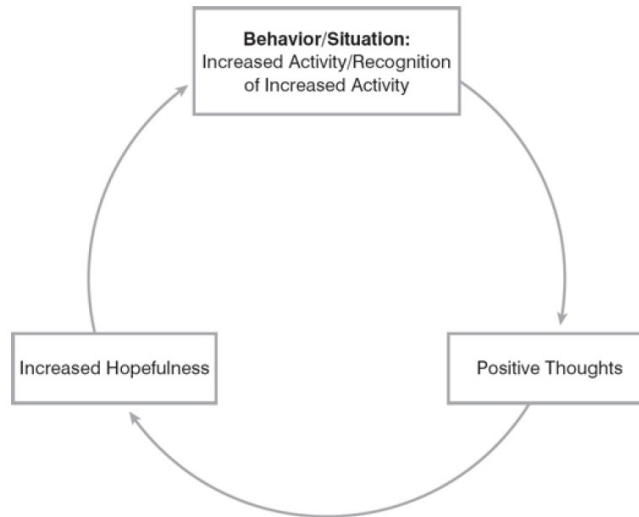 Behavior/Situation:
Increased Activity/Recognition
of Increased Activity
Increased Hopefulness
Positive Thoughts